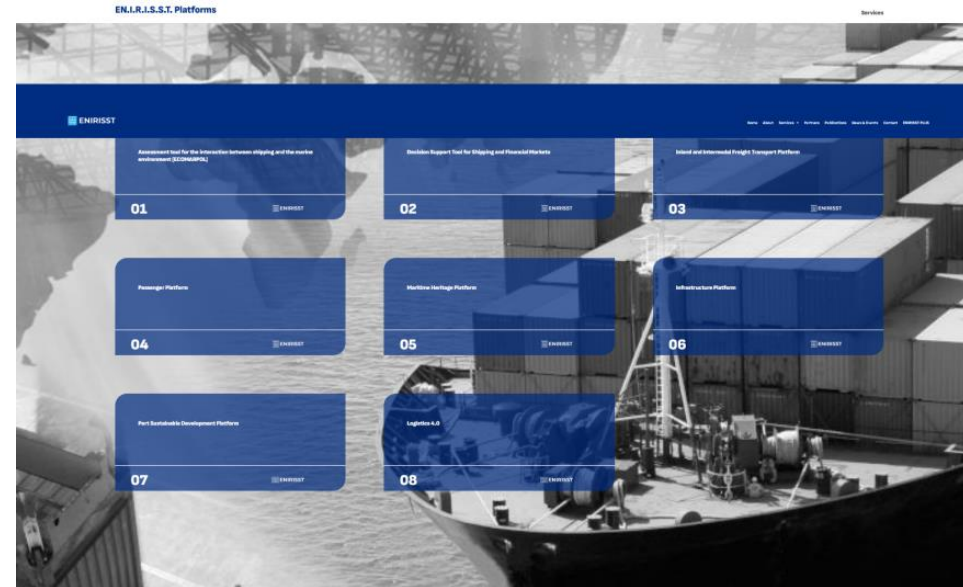 EN.I.R.I.S.S.T. Platforms
Services
ENIRISST
Home About Services Partners Publications News & Events Contact ENIRISST PLUS
Assessment tool for the interaction between shipping and the marine
environment [ECOMARPOL]
01
ENIRISST
Decision Support Tool for Shipping and Financial Markets
02
ENIRISST
Inland and Intermodal Freight Transport Platform
03
ENIRISST
Passenger Platform
04
ENIRISST
Maritime Heritage Platform
05
ENIRISST
Infrastructure Platform
06
ENIRISST
Port Sustainable Development Platform
07
ENIRISST
Logistics 4.0
08
ENIRISST